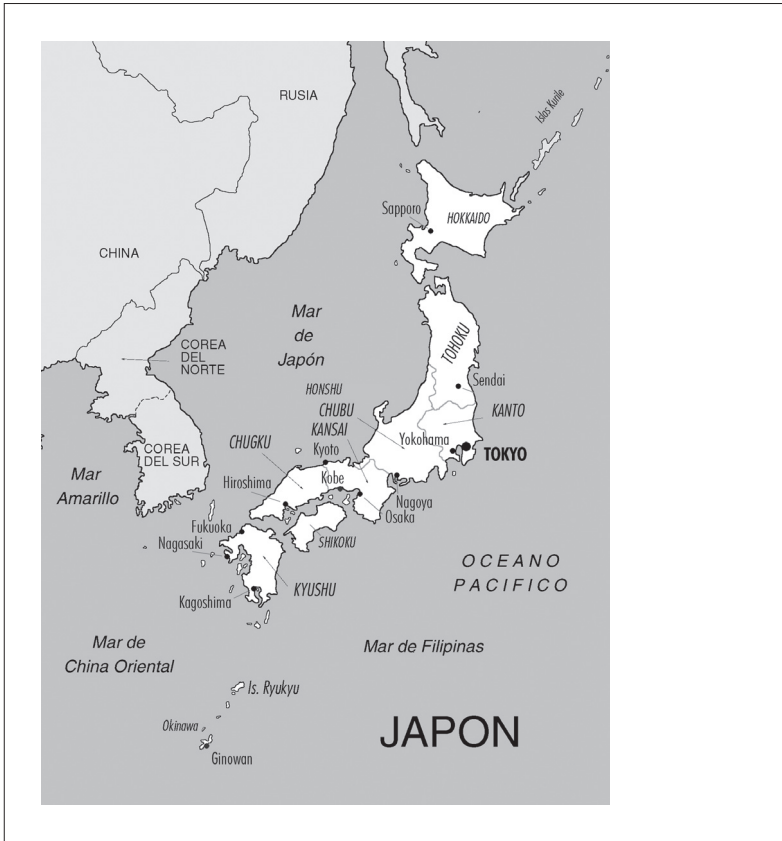 RUSIA
Islas Kurile
Sapporo
HOKKAIDO
CHINA
Mar
de
Japón
COREA
DEL
NORTE
TOHOKU
Sendai
HONSHU
CHUBU
KANTO
KANSAI
CHUGKU
Yokohama
Kyoto
TOKYO
COREA
DEL SUR
Mar
Amarillo
Kobe
Hiroshima
Nagoya
Osaka
Fukuoka
SHIKOKU
Nagasaki
OCEANO
PACIFICO
KYUSHU
Kagoshima
Mar de
China Oriental
Mar de Filipinas
Is. Ryukyu
Okinawa
JAPON
Ginowan